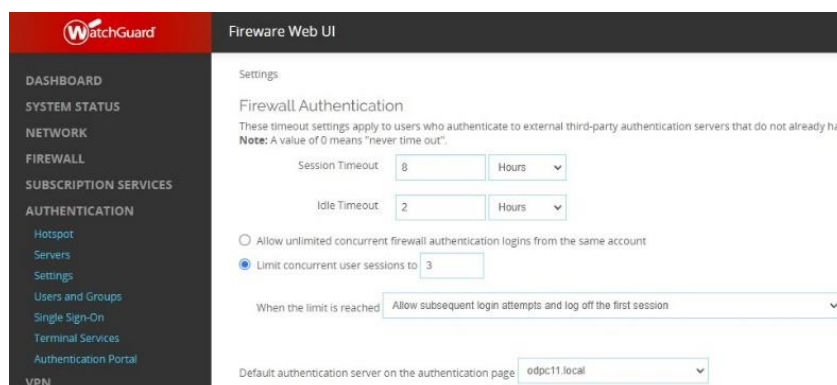 WatchGuard
Fireware Web UI
DASHBOARD
SYSTEM STATUS
NETWORK
FIREWALL
SUBSCRIPTION SERVICES
AUTHENTICATION
Hotspot
Servers
Settings
Users and Groups
Single Sign-On
Terminal Services
Authentication Portal
VPN
Settings
Firewall Authentication
These timeout settings apply to users who authenticate to external third-party authentication servers that do not already ha
Note: A value of 0 means "never time out".
Session Timeout 8 Hours
Idle Timeout 2 Hours
Allow unlimited concurrent firewall authentication logins from the same account
Limit concurrent user sessions to 3
When the limit is reached Allow subsequent login attempts and log off the first session
Default authentication server on the authentication page odpc11.local